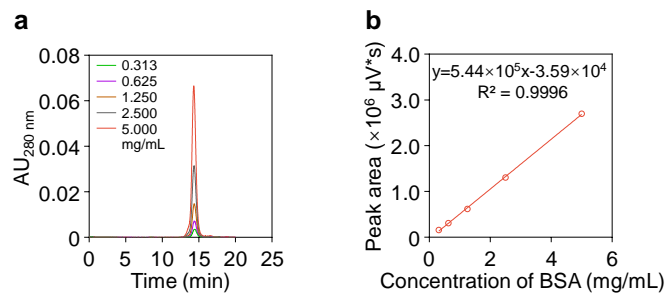 a
0.08
0.06
0.04
0.02
0
AU280 nm
0.313
0.625
1.250
2.500
5.000
mg/mL
0 5 10 15 20 25
Time (min)
b
y=5.44×10⁵x-3.59×10⁴
R² = 0.9996
4.0
3.0
2.0
1.0
0
Peak area (×10⁶ µV*s)
0 2 4 6
Concentration of BSA (mg/mL)